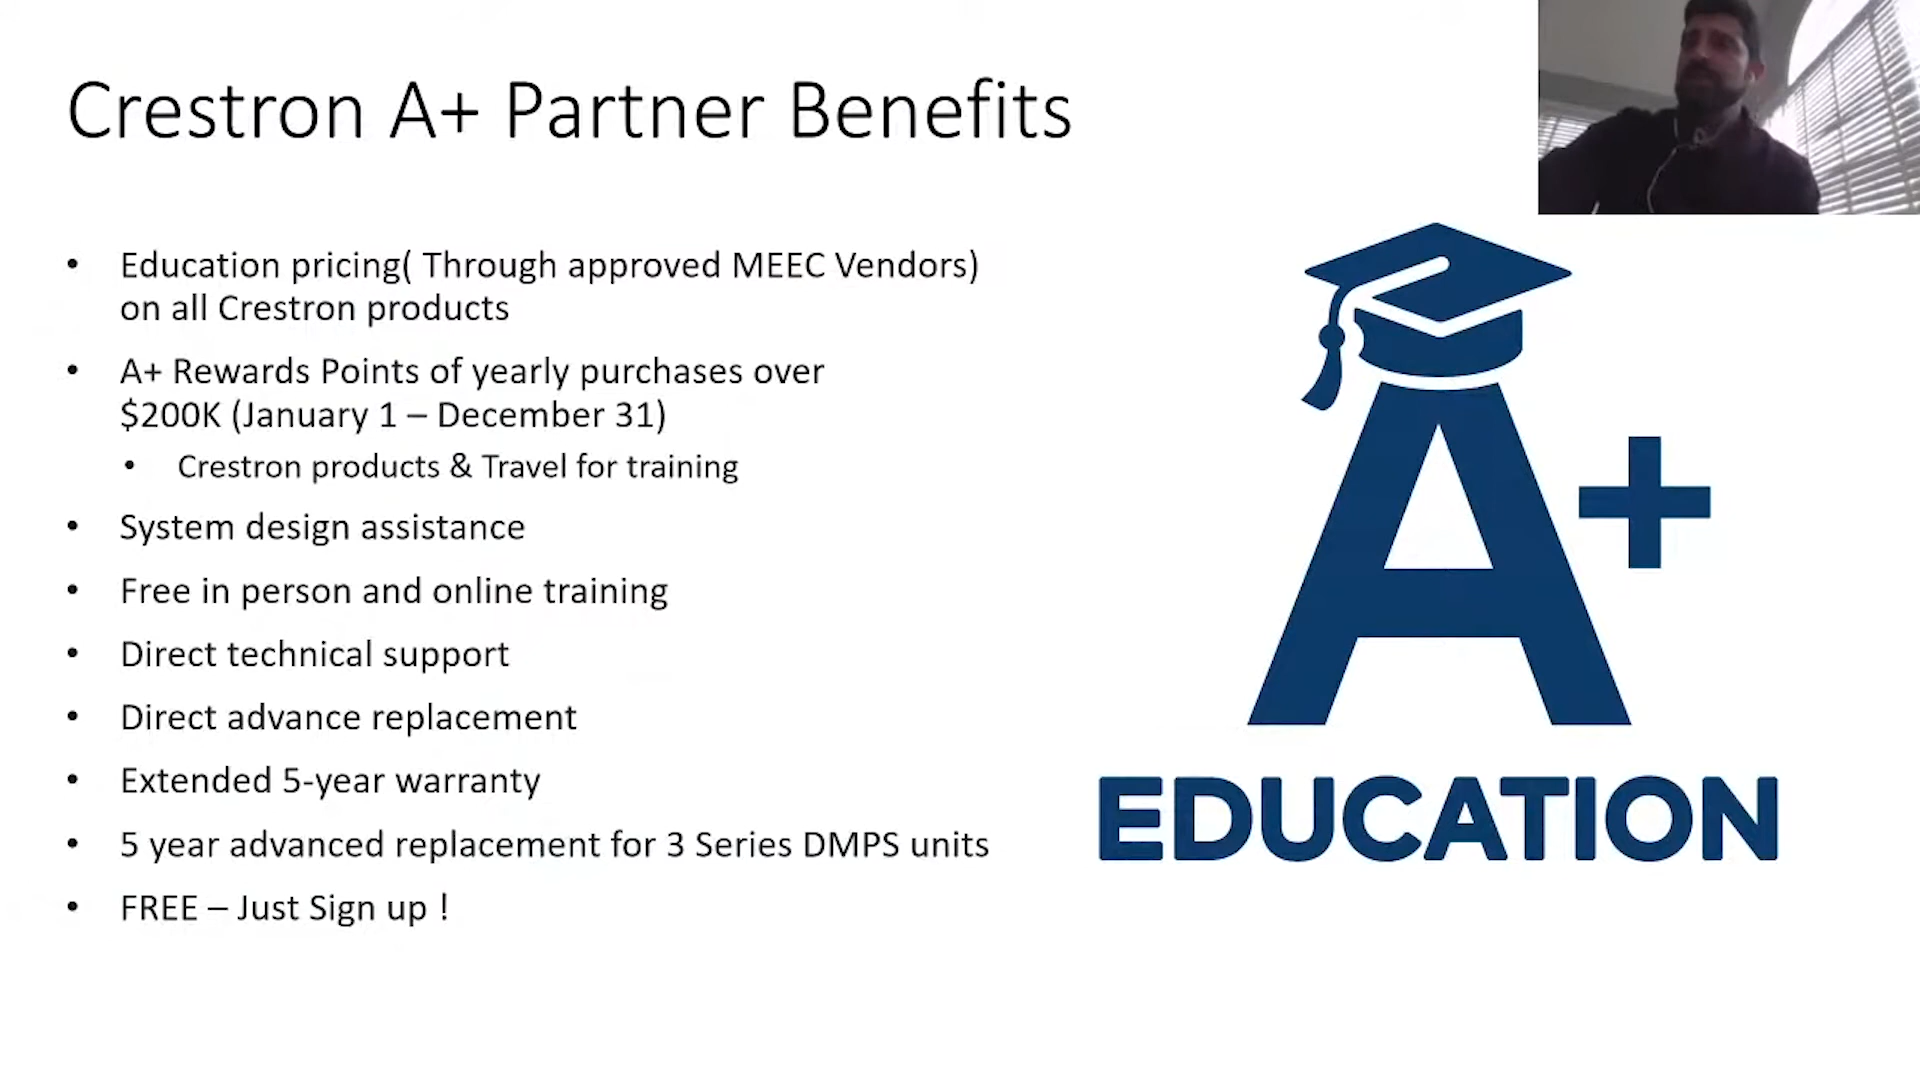 Crestron A+ Partner Benefits
• Education pricing( Through approved MEEC Vendors)
on all Crestron products
• A+ Rewards Points of yearly purchases over
$200K (January 1 – December 31)
• Crestron products & Travel for training
• System design assistance
• Free in person and online training
• Direct technical support
• Direct advance replacement
• Extended 5-year warranty
• 5 year advanced replacement for 3 Series DMPS units
• FREE – Just Sign up !
A+
EDUCATION